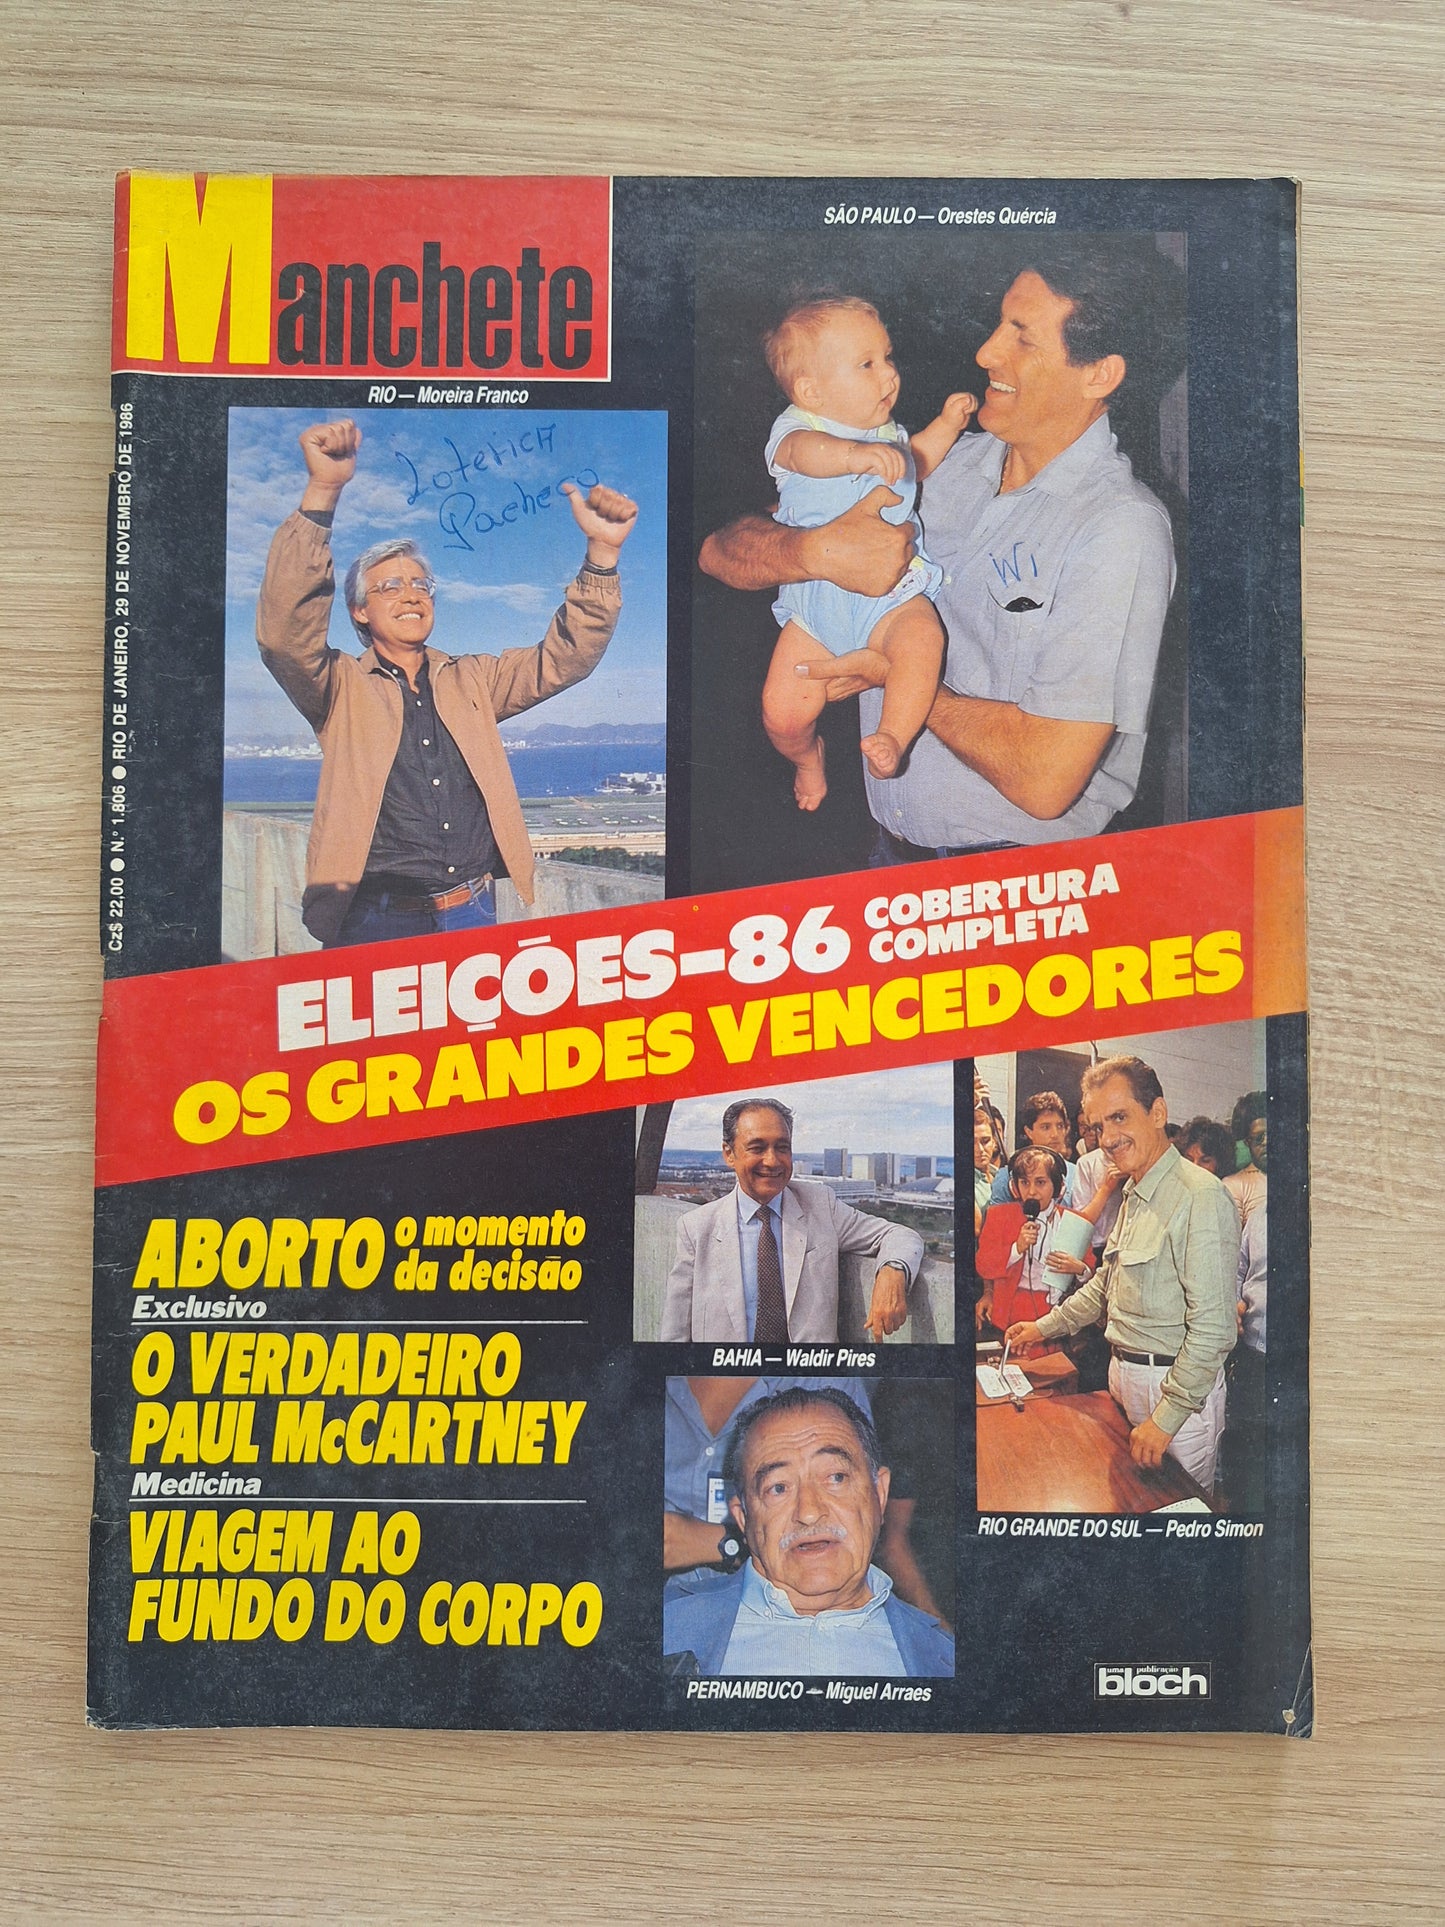 Manchete
SÃO PAULO — Orestes Quércia
RIO — Moreira Franco
Loterica
Pacheco
Wi
Cz$ 22,00 ● N.º 1.806 ● RIO DE JANEIRO, 29 DE NOVEMBRO DE 1986
ELEIÇÕES-86 COBERTURA
COMPLETA
OS GRANDES VENCEDORES
ABORTO o momento
da decisão
Exclusivo
O VERDADEIRO
PAUL McCARTNEY
Medicina
VIAGEM AO
FUNDO DO CORPO
BAHIA — Waldir Pires
RIO GRANDE DO SUL — Pedro Simon
PERNAMBUCO — Miguel Arraes
uma publicação
bloch